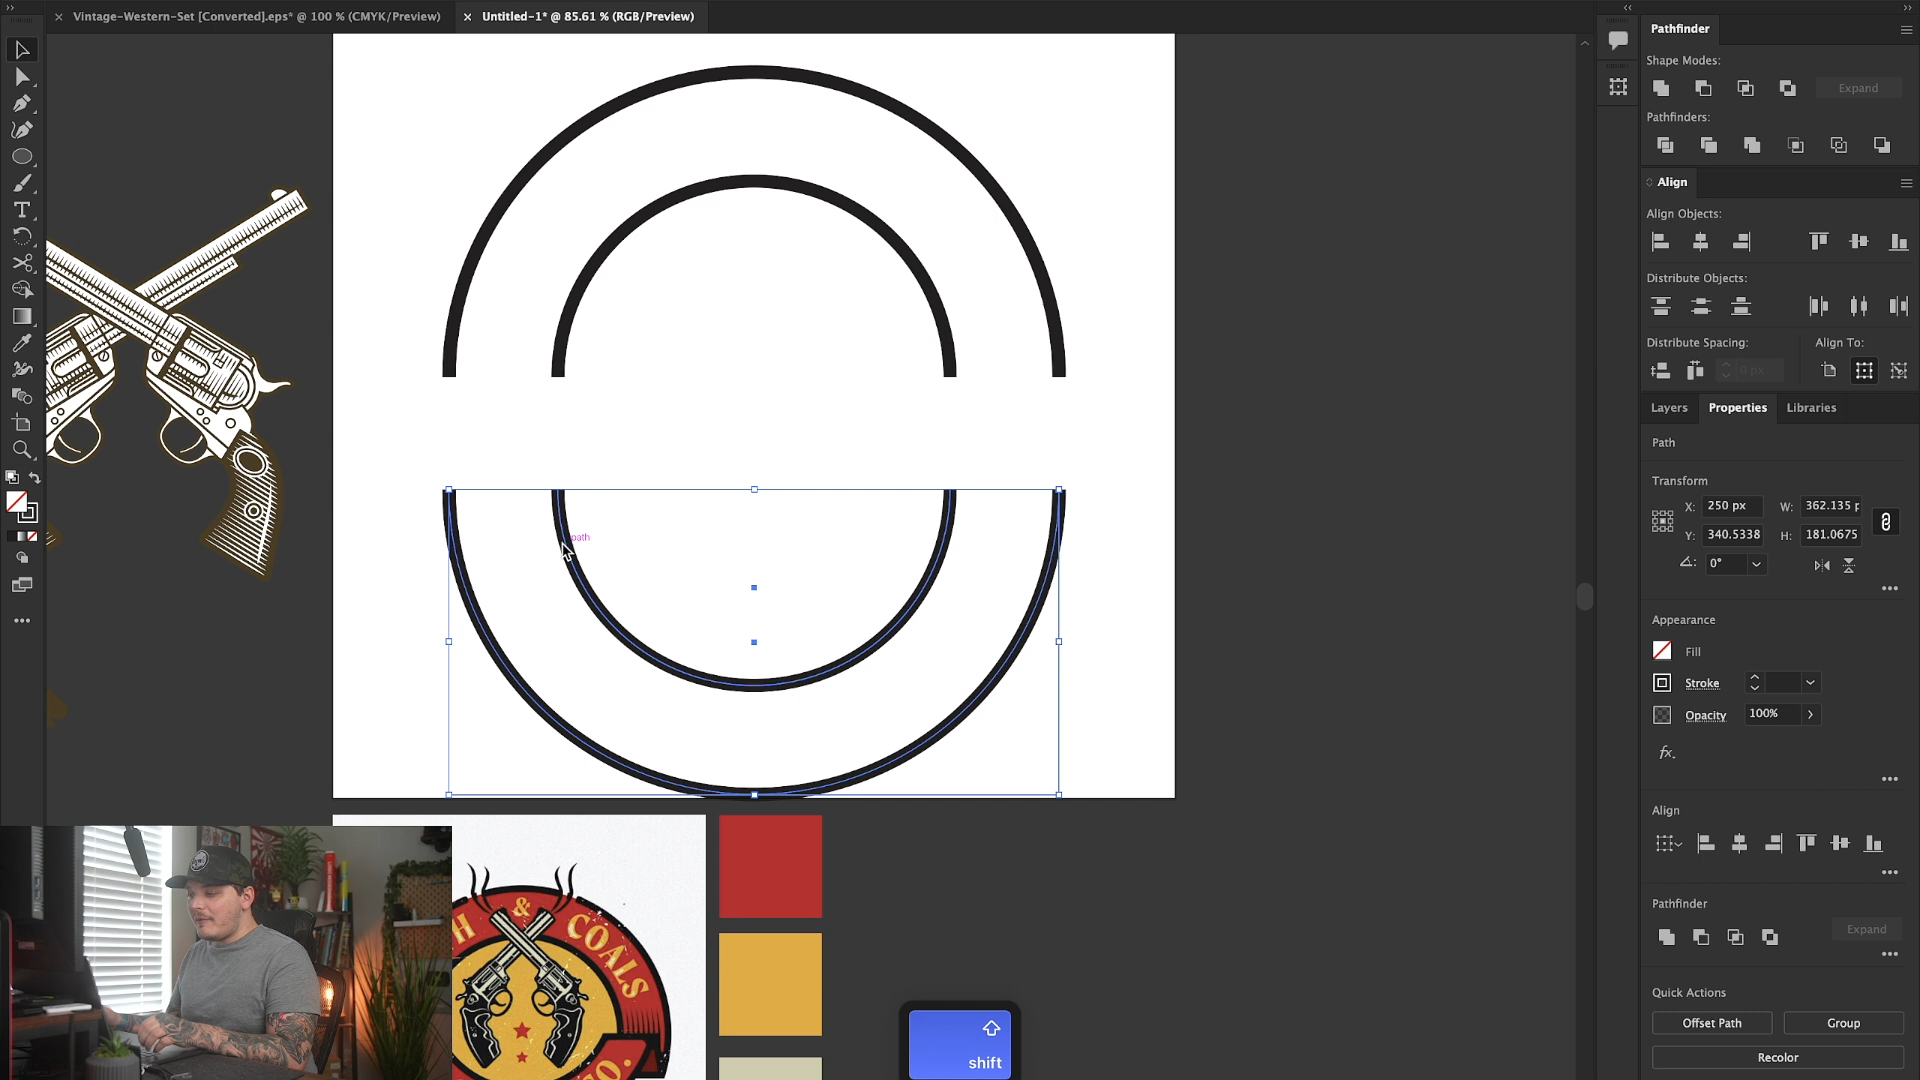 Vintage-Western-Set [Converted].eps* @ 100 % (CMYK/Preview)
Untitled-1* @ 85.61 % (RGB/Preview)
Pathfinder
Shape Modes:
Expand
Pathfinders:
Align
Align Objects:
Distribute Objects:
Distribute Spacing:
Align To:
0 px
Layers
Properties
Libraries
Path
Transform
X:
250 px
W:
362.135 p
Y:
340.5338
H:
181.0675
0°
Appearance
Fill
Stroke
Opacity
100%
fx.
Align
Pathfinder
Expand
Quick Actions
Offset Path
Group
Recolor
path
H & COALS
CO.
shift